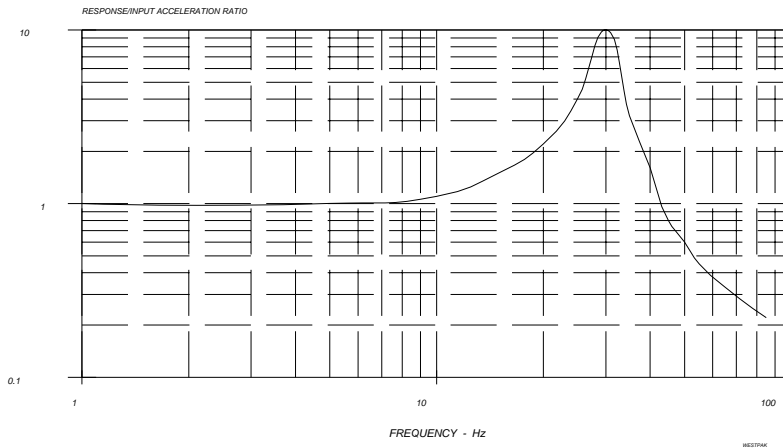 RESPONSE/INPUT ACCELERATION RATIO
10
1
0.1
1
10
100
FREQUENCY - Hz
WESTPAK